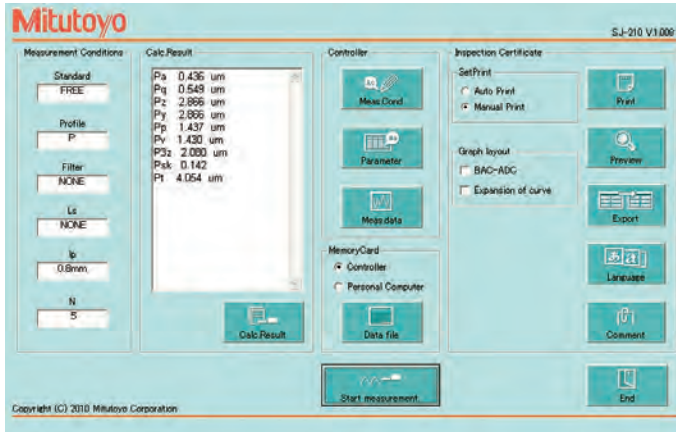 Mitutoyo
SJ-210 V1.008
Measurement Conditions
Standard
FREE
Profile
P
Filter
NONE
Ls
NONE
lp
0.8mm
N
5
Calc.Result
Pa 0.436 um
Pq 0.549 um
Pz 2.866 um
Py 2.866 um
Pp 1.437 um
Pv 1.430 um
P3z 2.080 um
Psk 0.142
Pt 4.054 um
Calc.Result
Controller
Meas.Cond.
Parameter
Meas.data
MemoryCard
Controller
Personal Computer
Data file
Start measurement.
Inspection Certificate
SetPrint
Auto Print
Manual Print
Graph layout
BAC-ADC
Expansion of curve
Print
Preview
Export
Language
Comment
End
Copyright (C) 2010 Mitutoyo Corporation